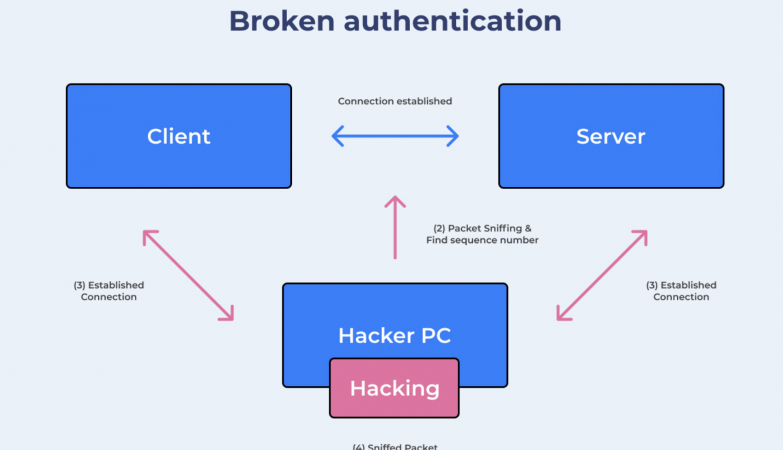 Broken authentication
Connection established
Client
Server
(2) Packet Sniffing &
Find sequence number
(3) Established
Connection
(3) Established
Connection
Hacker PC
Hacking
(4) Sniffed Packet